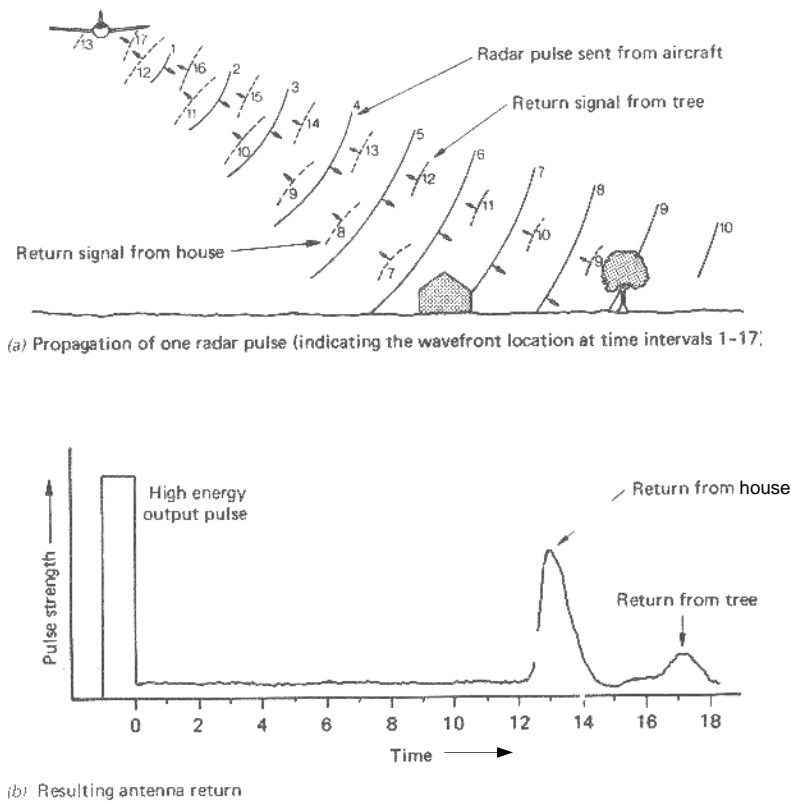 13
17
1
12
16
2
11
15
3
10
14
4
9
13
5
8
12
6
7
11
7
10
8
9
9
10
Radar pulse sent from aircraft
Return signal from tree
Return signal from house
(a) Propagation of one radar pulse (indicating the wavefront location at time intervals 1-17)
High energy
output pulse
Return from house
Return from tree
Pulse strength
0 2 4 6 8 10 12 14 16 18
Time
(b) Resulting antenna return